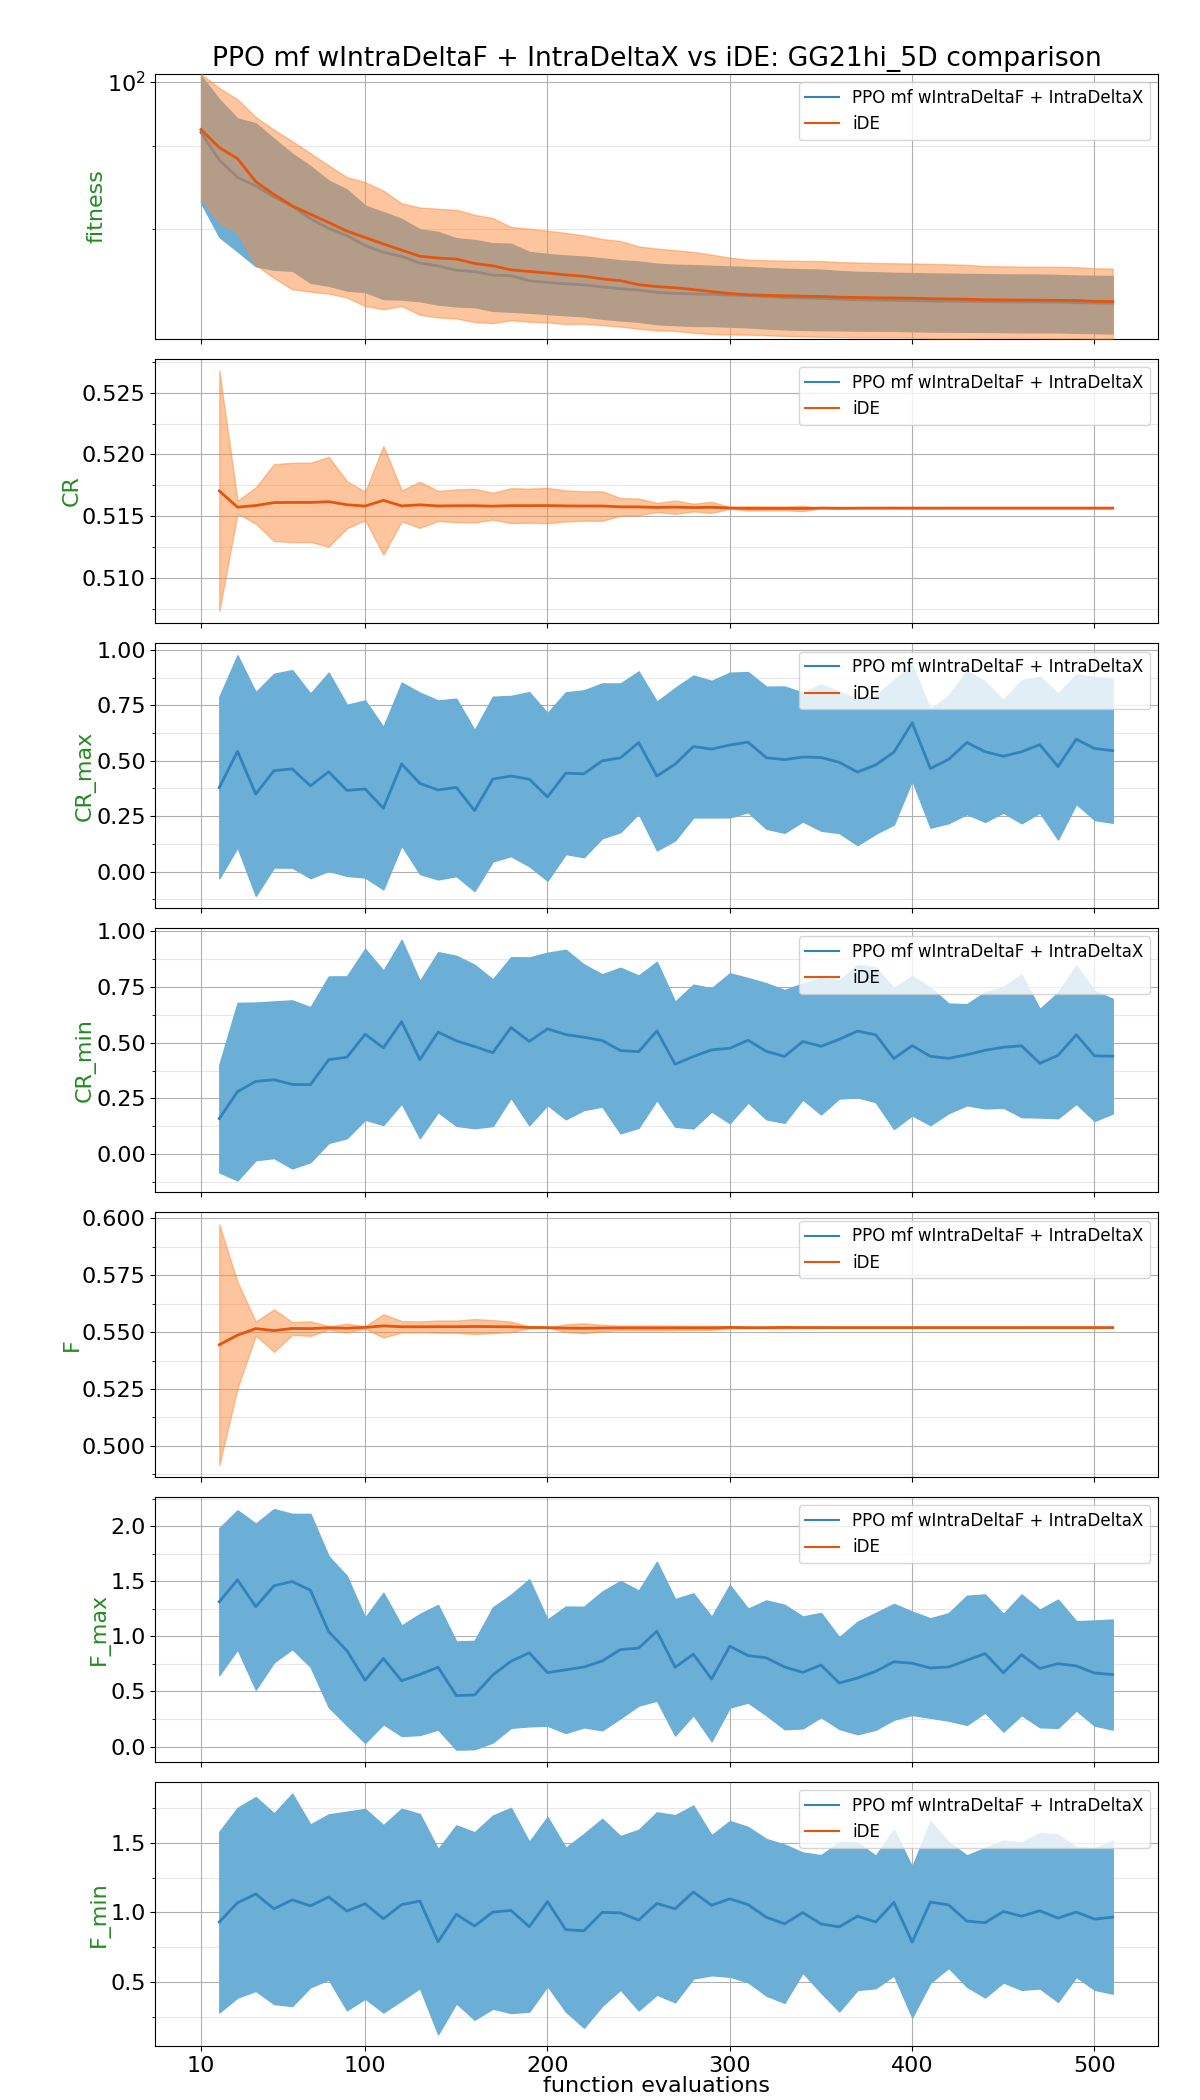 PPO mf wIntraDeltaF + IntraDeltaX vs iDE: GG21hi_5D comparison
10²
fitness
PPO mf wIntraDeltaF + IntraDeltaX
iDE
0.525
0.520
0.515
0.510
CR
PPO mf wIntraDeltaF + IntraDeltaX
iDE
1.00
0.75
0.50
0.25
0.00
CR_max
PPO mf wIntraDeltaF + IntraDeltaX
iDE
1.00
0.75
0.50
0.25
0.00
CR_min
PPO mf wIntraDeltaF + IntraDeltaX
iDE
0.600
0.575
0.550
0.525
0.500
F
PPO mf wIntraDeltaF + IntraDeltaX
iDE
2.0
1.5
1.0
0.5
0.0
F_max
PPO mf wIntraDeltaF + IntraDeltaX
iDE
1.5
1.0
0.5
F_min
PPO mf wIntraDeltaF + IntraDeltaX
iDE
10 100 200 300 400 500
function evaluations